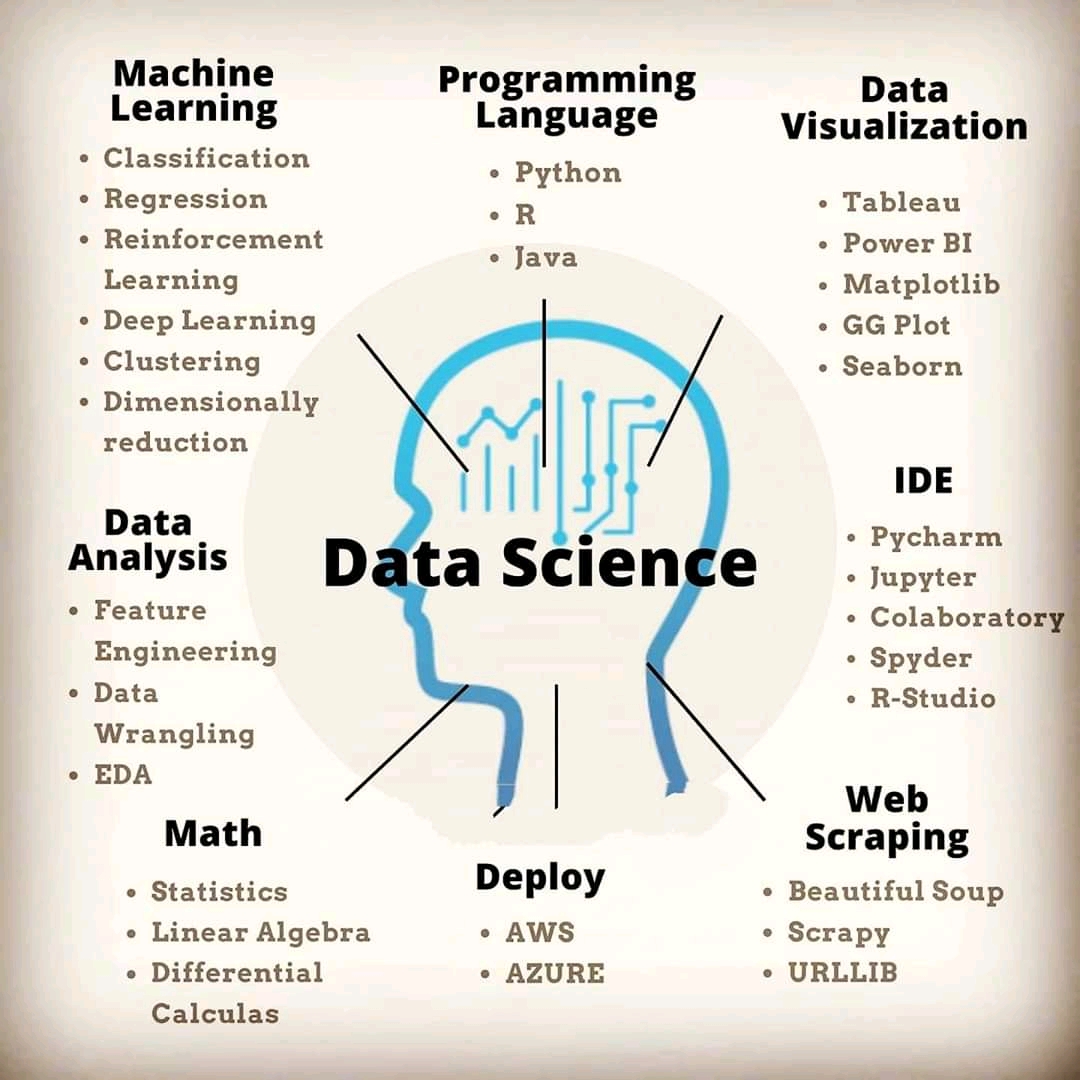 Machine
Learning
• Classification
• Regression
• Reinforcement
Learning
• Deep Learning
• Clustering
• Dimensionally
reduction
Programming
Language
• Python
• R
• Java
Data
Visualization
• Tableau
• Power BI
• Matplotlib
• GG Plot
• Seaborn
Data Science
Data
Analysis
• Feature
Engineering
• Data
Wrangling
• EDA
IDE
• Pycharm
• Jupyter
• Colaboratory
• Spyder
• R-Studio
Math
• Statistics
• Linear Algebra
• Differential
Calculas
Deploy
• AWS
• AZURE
Web
Scraping
• Beautiful Soup
• Scrapy
• URLLIB